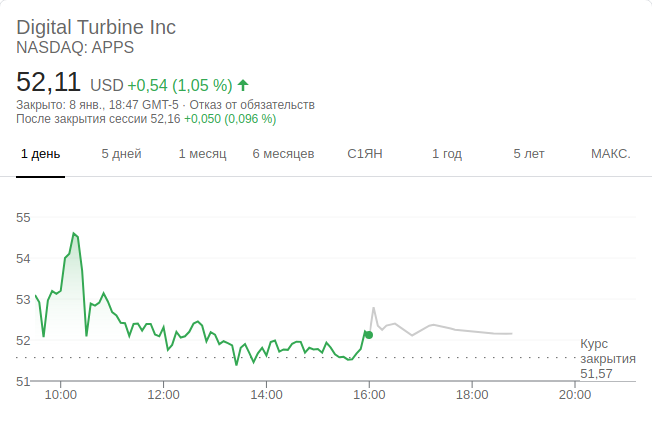 Digital Turbine Inc
NASDAQ: APPS
52,11 USD +0,54 (1,05 %)
Закрыто: 8 янв., 18:47 GMT-5 · Отказ от обязательств
После закрытия сессии 52,16 +0,050 (0,096 %)
1 день 5 дней 1 месяц 6 месяцев С1ЯН 1 год 5 лет МАКС.
55
54
53
52
Курс
закрытия
51,57
51
10:00 12:00 14:00 16:00 18:00 20:00